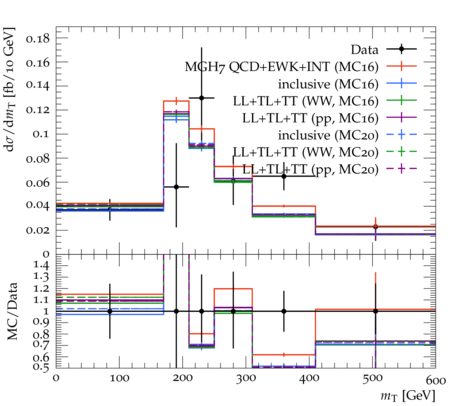 dσ/dm_T [fb/10 GeV]
0.18
0.16
0.14
0.12
0.1
0.08
0.06
0.04
0.02
0
Data
MGH7 QCD+EWK+INT (MC16)
inclusive (MC16)
LL+TL+TT (WW, MC16)
LL+TL+TT (pp, MC16)
inclusive (MC20)
LL+TL+TT (WW, MC20)
LL+TL+TT (pp, MC20)
MC/Data
1.4
1.3
1.2
1.1
1
0.9
0.8
0.7
0.6
0.5
0 100 200 300 400 500 600
m_T [GeV]